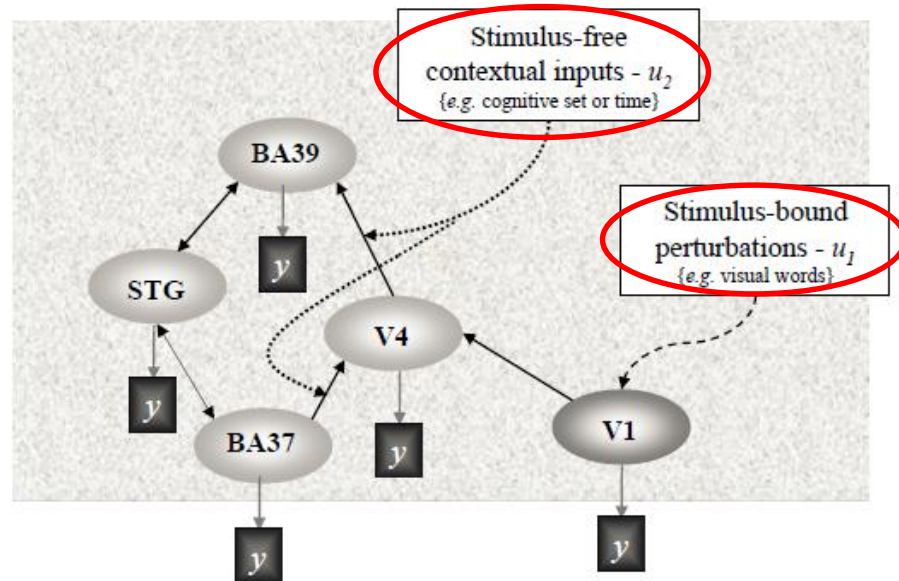 Stimulus-free
contextual inputs - u₂
{e.g. cognitive set or time}
BA39
Stimulus-bound
perturbations - u₁
{e.g. visual words}
y
STG
V4
y
BA37
V1
y
y
y